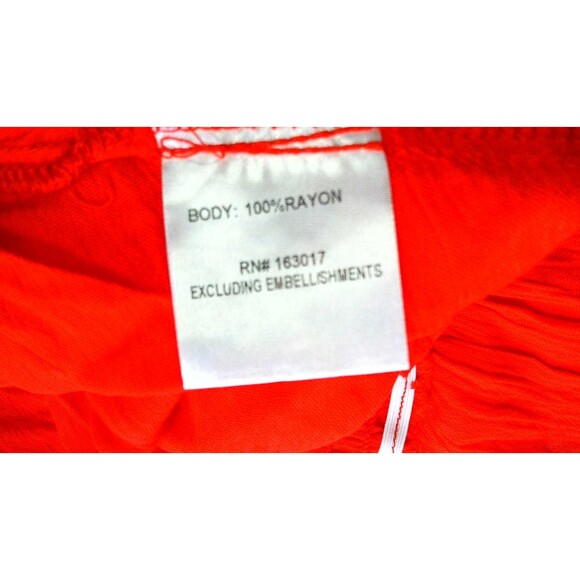 BODY: 100%RAYON
RN# 163017
EXCLUDING EMBELLISHMENTS